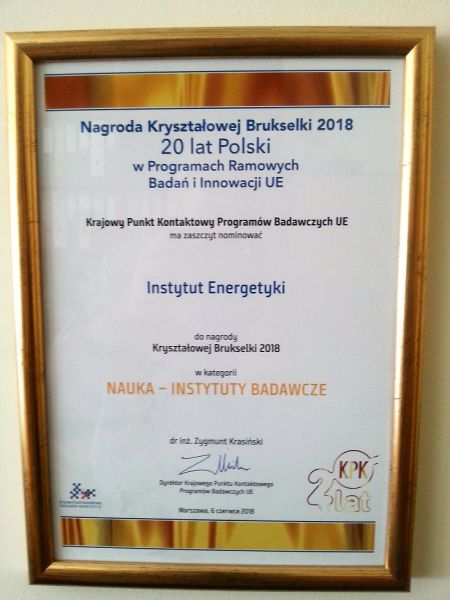 Nagroda Kryształowej Brukselki 2018
20 lat Polski
w Programach Ramowych
Badań i Innowacji UE
Krajowy Punkt Kontaktowy Programów Badawczych UE
ma zaszczyt nominować
Instytut Energetyki
do nagrody
Kryształowej Brukselki 2018
w kategorii
NAUKA – INSTYTUTY BADAWCZE
dr inż. Zygmunt Krasiński
Dyrektor Krajowego Punktu Kontaktowego
Programów Badawczych UE
Warszawa, 6 czerwca 2018
KPK
lat